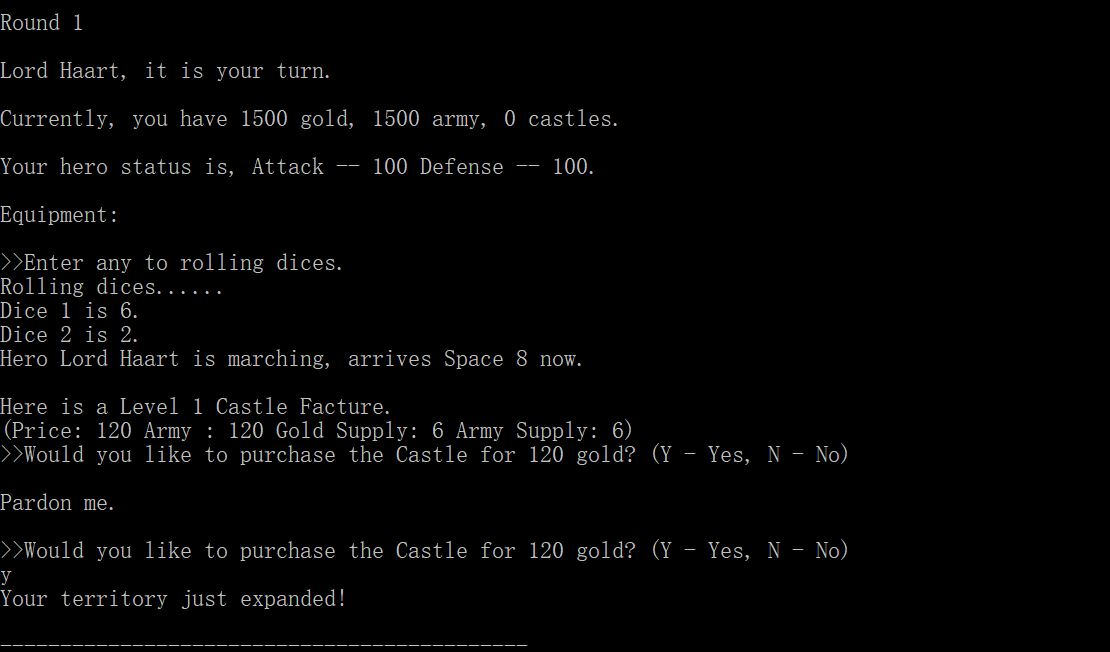 Round 1
Lord Haart, it is your turn.
Currently, you have 1500 gold, 1500 army, 0 castles.
Your hero status is, Attack -- 100 Defense -- 100.
Equipment:
>>Enter any to rolling dices.
Rolling dices......
Dice 1 is 6.
Dice 2 is 2.
Hero Lord Haart is marching, arrives Space 8 now.
Here is a Level 1 Castle Facture.
(Price: 120 Army : 120 Gold Supply: 6 Army Supply: 6)
>>Would you like to purchase the Castle for 120 gold? (Y - Yes, N - No)
Pardon me.
>>Would you like to purchase the Castle for 120 gold? (Y - Yes, N - No)
y
Your territory just expanded!
--------------------------------------------